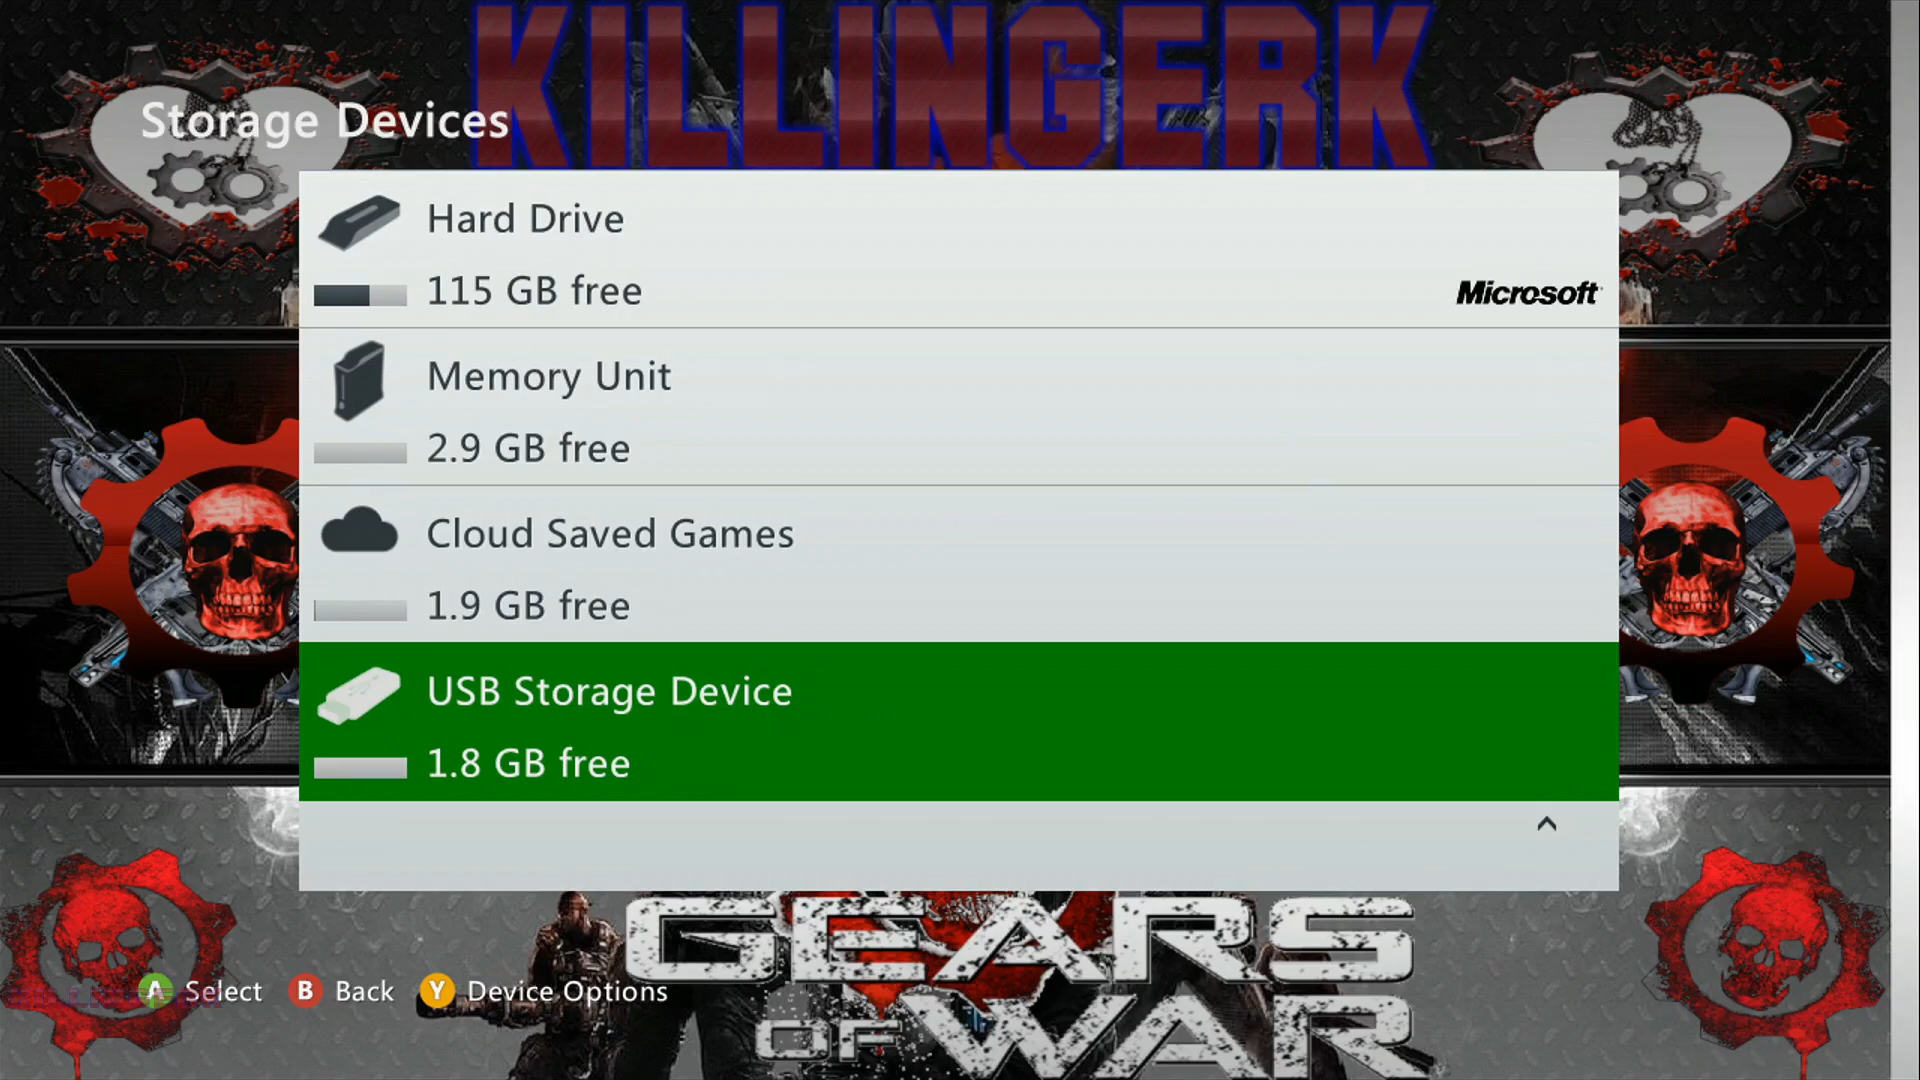 KILLINGERK
Storage Devices
Hard Drive
115 GB free
Microsoft
Memory Unit
2.9 GB free
Cloud Saved Games
1.9 GB free
USB Storage Device
1.8 GB free
GEARS
OF WAR
A Select B Back Y Device Options